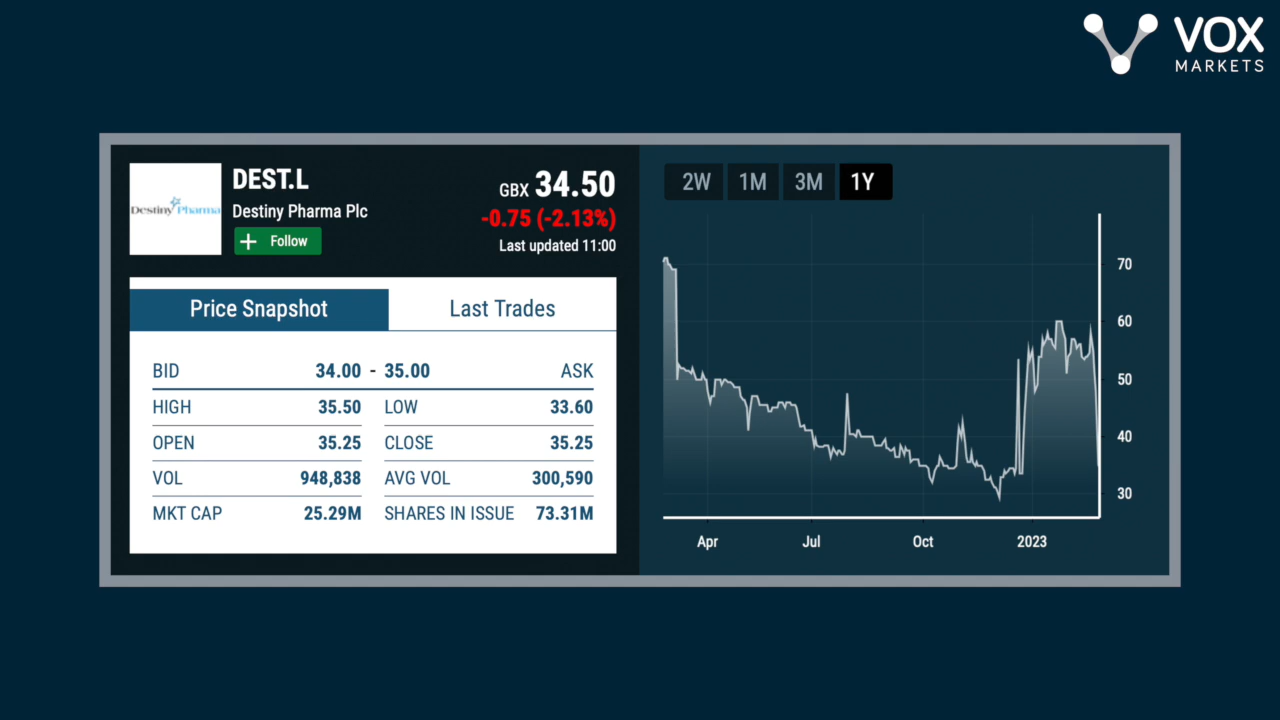 VOX
MARKETS
Destiny Pharma
DEST.L
Destiny Pharma Plc
+ Follow
GBX 34.50
-0.75 (-2.13%)
Last updated 11:00
Price Snapshot
Last Trades
BID 34.00 - 35.00 ASK
HIGH 35.50 LOW 33.60
OPEN 35.25 CLOSE 35.25
VOL 948,838 AVG VOL 300,590
MKT CAP 25.29M SHARES IN ISSUE 73.31M
2W 1M 3M 1Y
70
60
50
40
30
Apr Jul Oct 2023